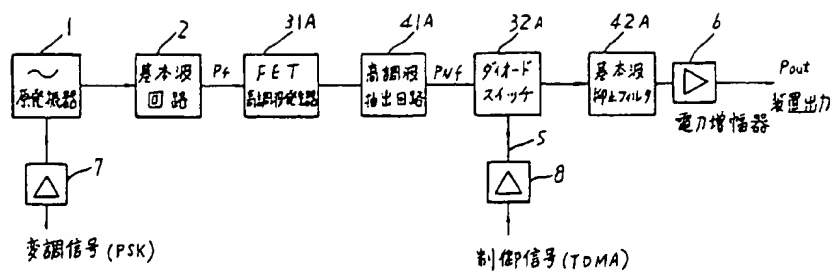 1
2
31A
41A
32A
42A
6
原発振器
基本波
回路
Pf
FET
高調波発生器
高調波
抽出回路
PNf
ダイオード
スイッチ
基本波
抑止フィルタ
Pout
装置出力
電力増幅器
7
5
8
変調信号(PSK)
制御信号(TDMA)